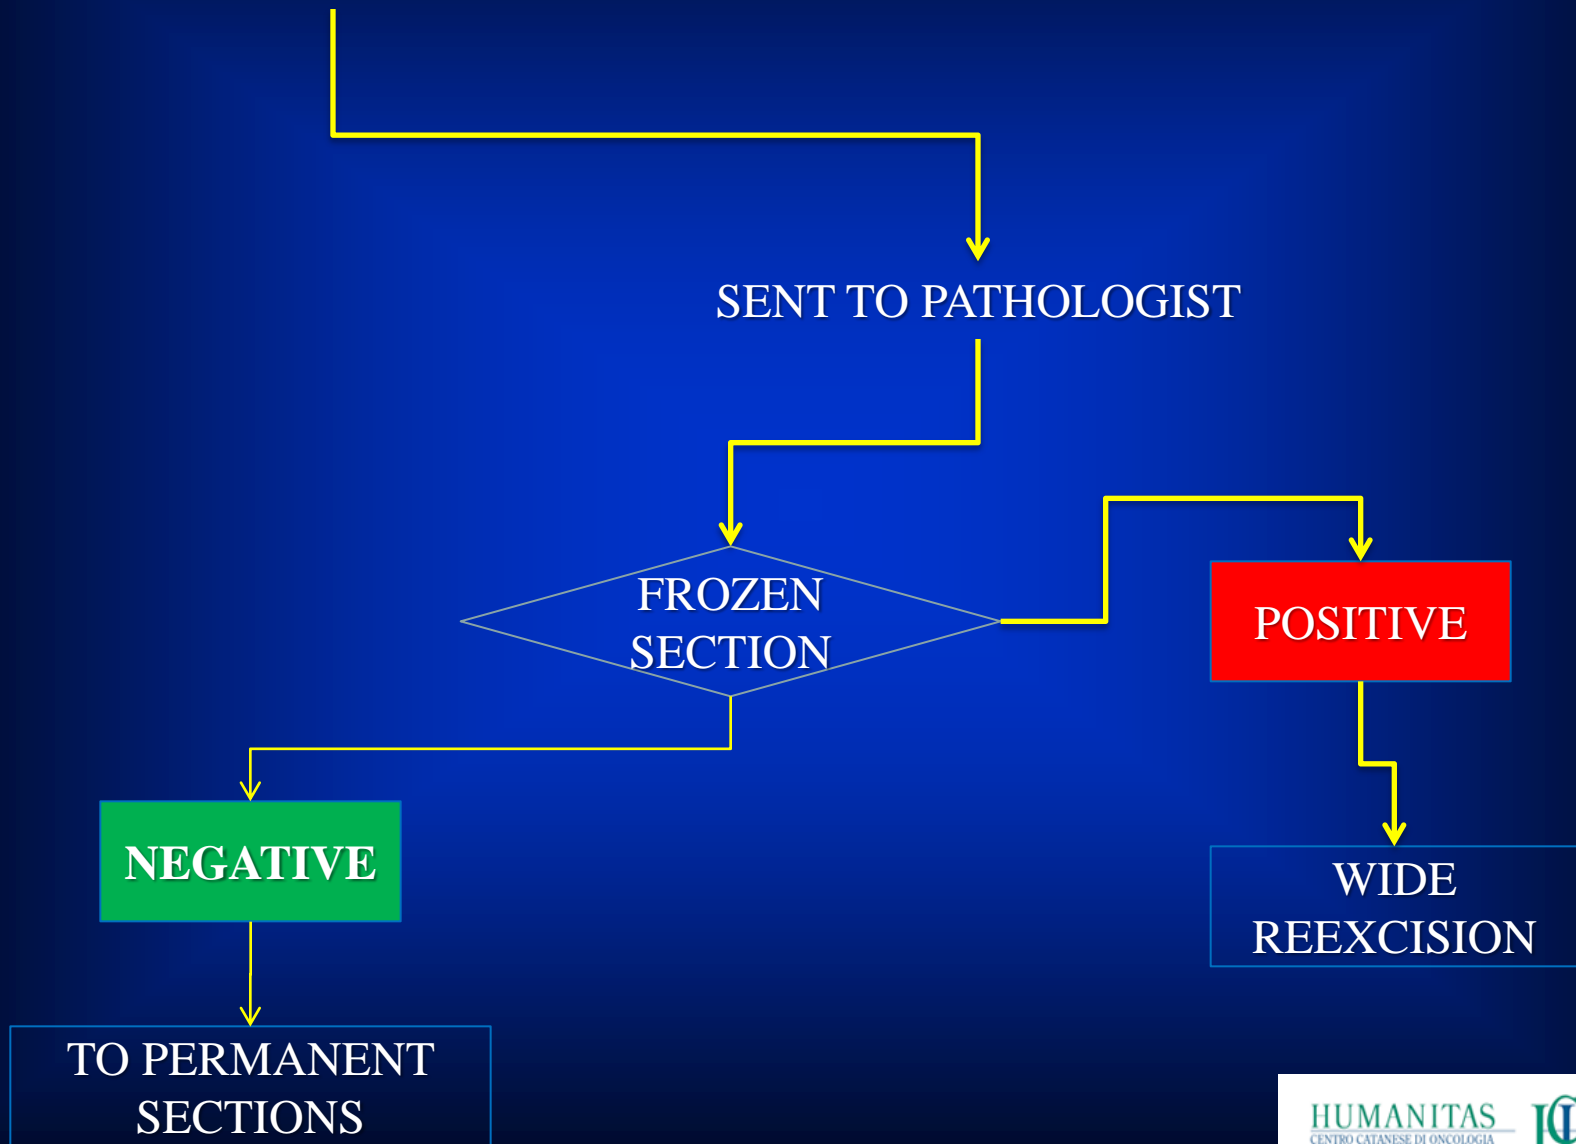 SENT TO PATHOLOGIST
FROZEN
SECTION
POSITIVE
NEGATIVE
WIDE
REEXCISION
TO PERMANENT
SECTIONS
HUMANITAS
CENTRO CATANESE DI ONCOLOGIA